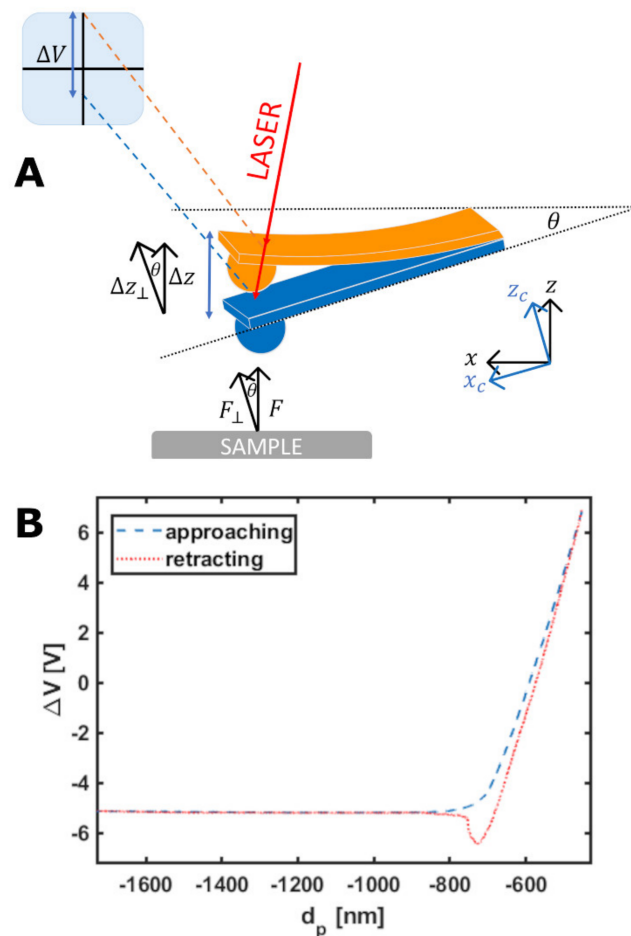 ΔV
A
LASER
θ
Δz⊥
θ
Δz
z_c
z
x
x_c
F⊥
θ
F
SAMPLE
B
approaching
retracting
6
4
2
0
-2
-4
-6
ΔV [V]
-1600 -1400 -1200 -1000 -800 -600
d_p [nm]